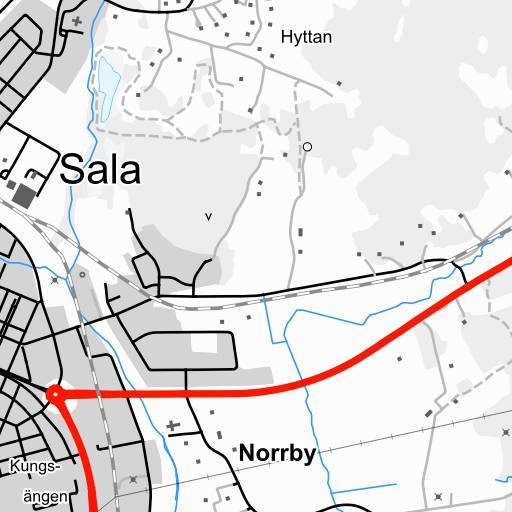 Hyttan
Sala
Norrby
Kungs-
ängen